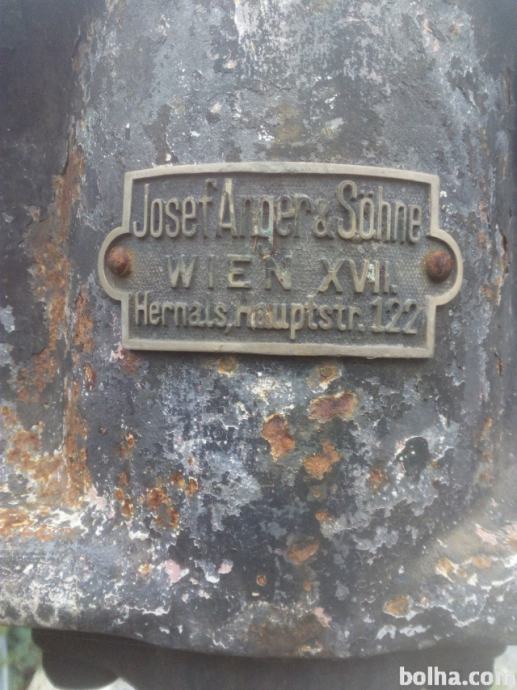 Josef Anger & Söhne
WIEN XVII.
Hernals, Hauptstr. 122
bolha.com